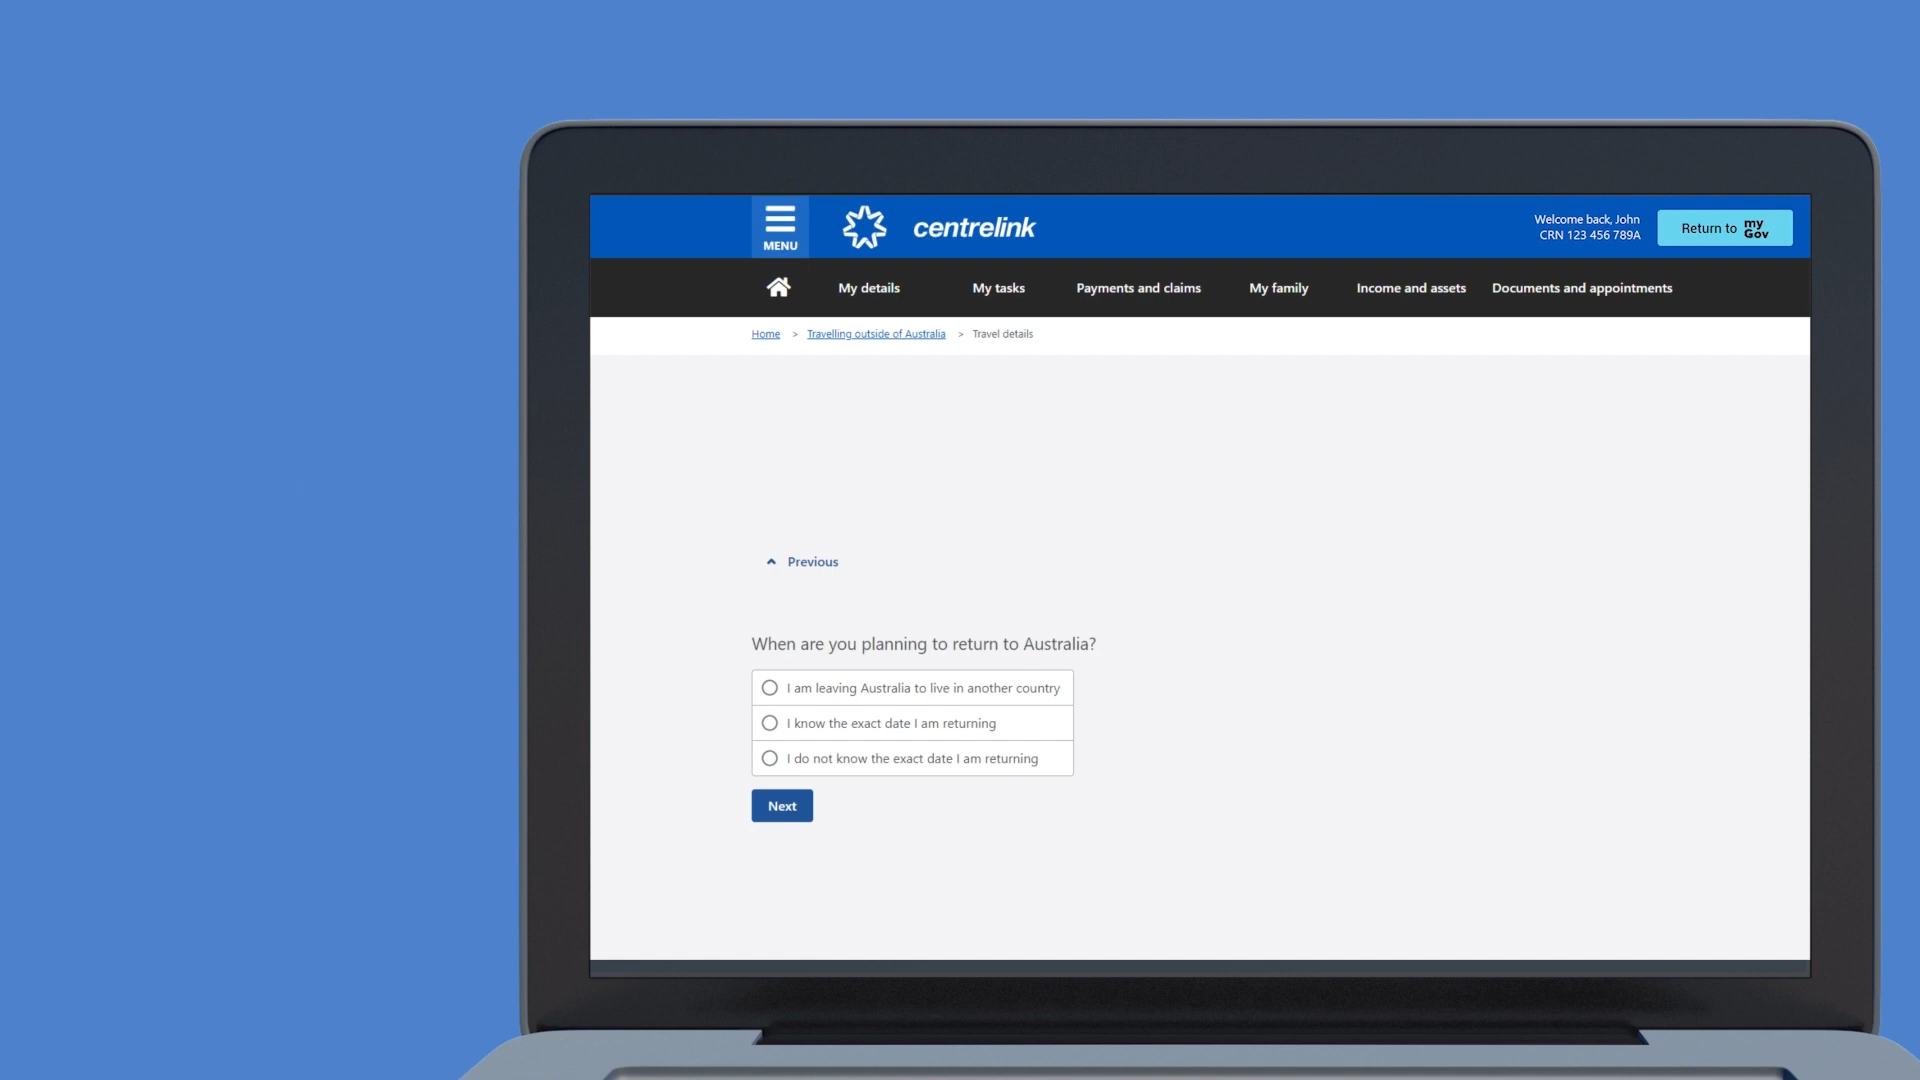 MENU
centrelink
Welcome back, John
CRN 123 456 789A
Return to my
Gov
My details
My tasks
Payments and claims
My family
Income and assets
Documents and appointments
Home > Travelling outside of Australia > Travel details
Previous
When are you planning to return to Australia?
I am leaving Australia to live in another country
I know the exact date I am returning
I do not know the exact date I am returning
Next